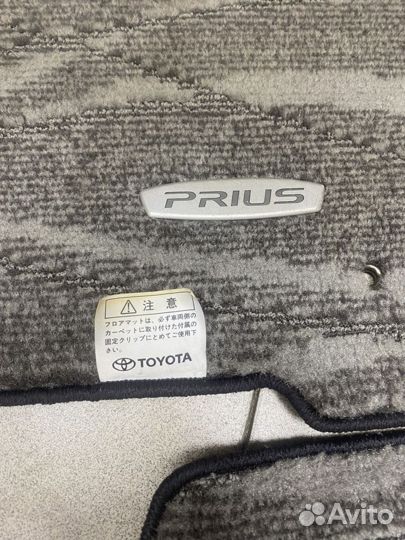 PRIUS
⚠ 注意
フロアマットは、必ず車両側の
カーペットに取り付けた付属の
固定クリップにとめてご使用下
さい。
TOYOTA
Avito